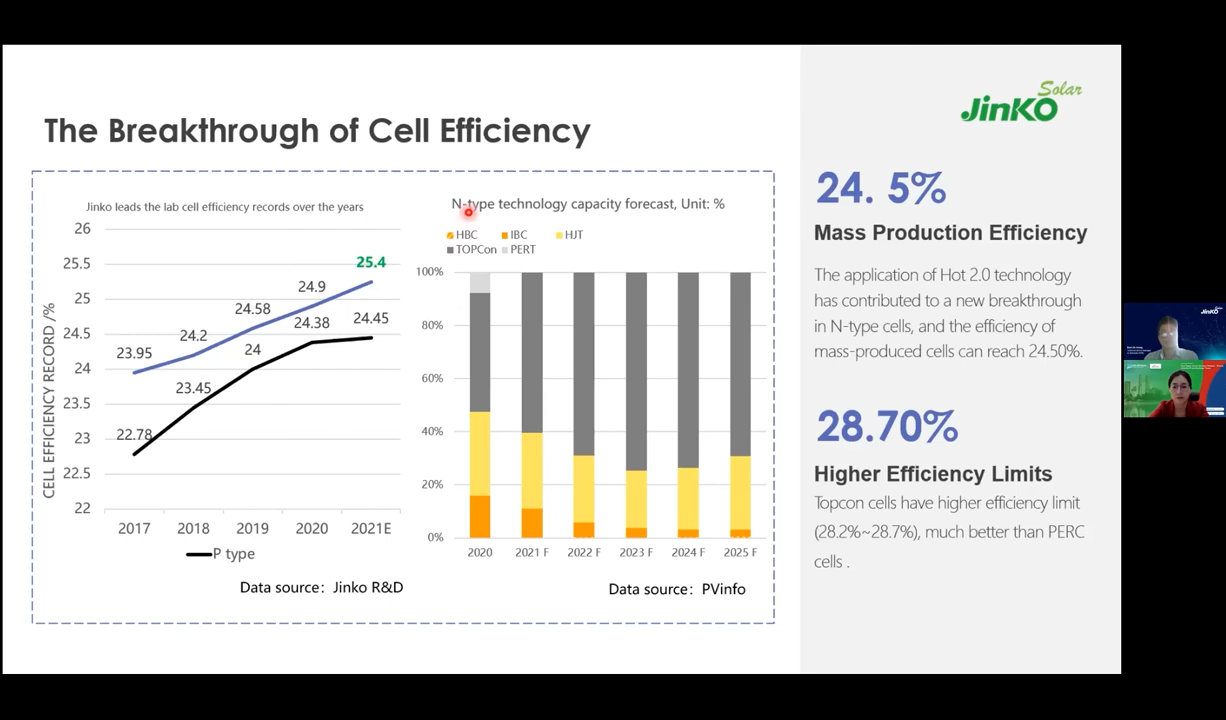 Solar
JinKO
The Breakthrough of Cell Efficiency
Jinko leads the lab cell efficiency records over the years
CELL EFFICIENCY RECORD /%
26
25.5
25
24.5
24
23.5
23
22.5
22
23.95
24.2
24.58
24.9
25.4
22.78
23.45
24
24.38
24.45
2017 2018 2019 2020 2021E
P type
Data source: Jinko R&D
N-type technology capacity forecast, Unit: %
HBC IBC HJT
TOPCon PERT
100%
80%
60%
40%
20%
0%
2020 2021 F 2022 F 2023 F 2024 F 2025 F
Data source: PVinfo
24. 5%
Mass Production Efficiency
The application of Hot 2.0 technology
has contributed to a new breakthrough
in N-type cells, and the efficiency of
mass-produced cells can reach 24.50%.
28.70%
Higher Efficiency Limits
Topcon cells have higher efficiency limit
(28.2%~28.7%), much better than PERC
cells .
JinKO